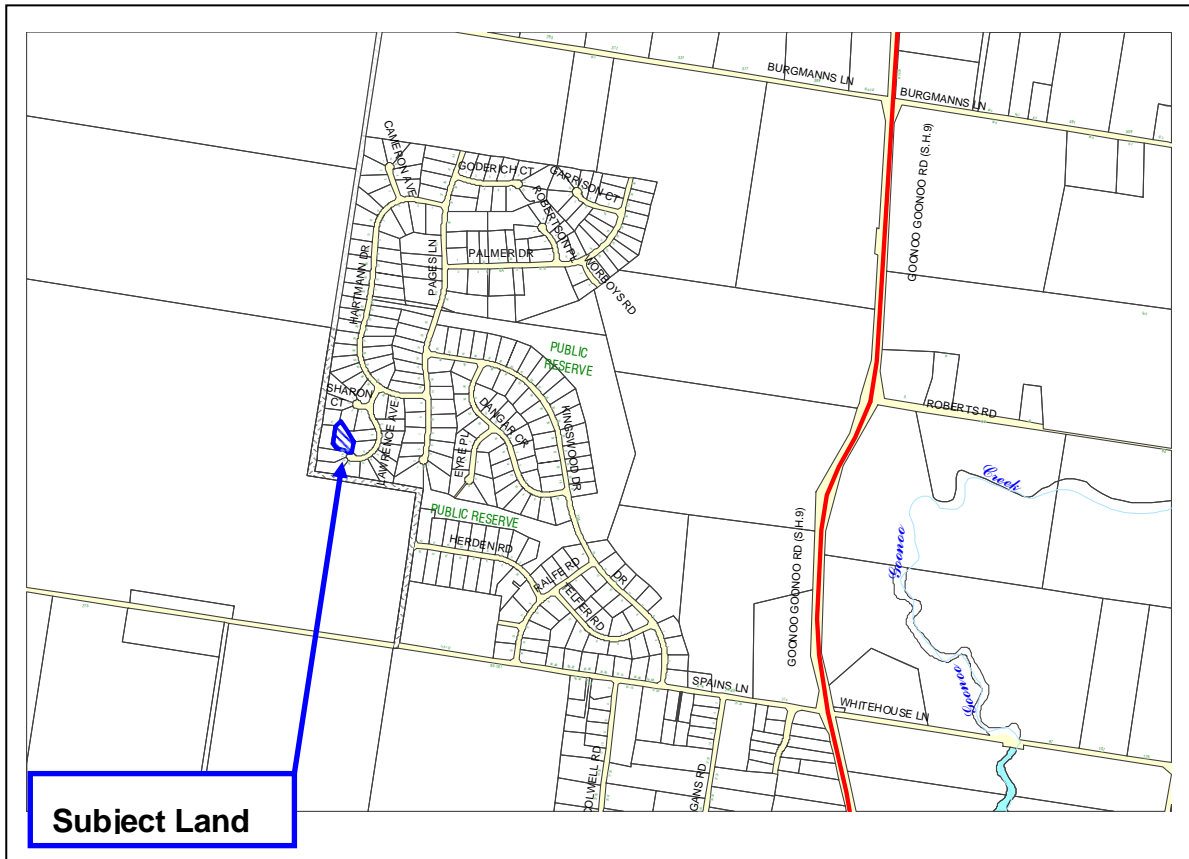 BURGMANNS LN
BURGMANNS LN
GOONOO GOONOO RD (S.H.9)
CAMERON AVE
GODERICH CT
GARRISON CT
ROBERTSON PL
HARTMANN DR
PAGES LN
PALMER DR
WORBOYS RD
PUBLIC
RESERVE
SHARON
CT
LAWRENCE AVE
DANGAR CR
KINGSWOOD DR
EYRE PL
ROBERTS RD
Creek
Goonoo
PUBLIC RESERVE
HERDEN RD
RALFE RD
TELFER RD
DR
GOONOO GOONOO RD (S.H.9)
Goonoo
SPAINS LN
WHITEHOUSE LN
COLWELL RD
GANS RD
Subject Land